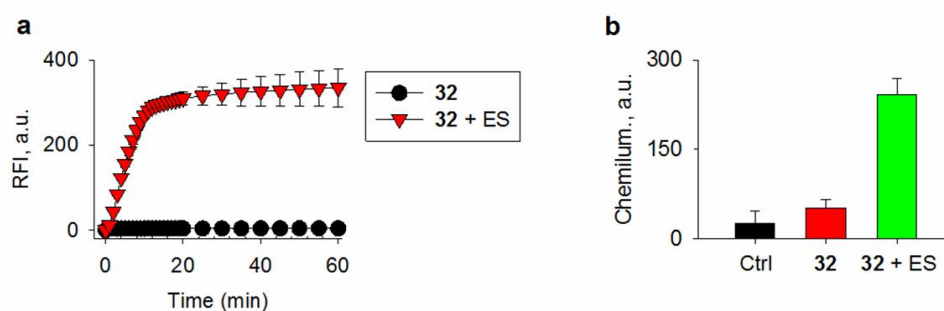 a
400
200
0
RFI, a.u.
0 20 40 60
Time (min)
32
32 + ES
b
300
150
0
Chemilum., a.u.
Ctrl 32 32 + ES